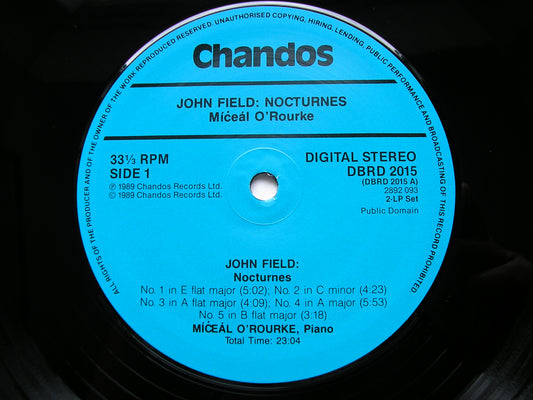 ALL RIGHTS OF THE PRODUCER AND OF THE OWNER OF THE WORK REPRODUCED RESERVED. UNAUTHORISED COPYING, HIRING, LENDING, PUBLIC PERFORMANCE AND BROADCASTING OF THIS RECORD PROHIBITED
Chandos
JOHN FIELD: NOCTURNES
Míċeál O'Rourke
33⅓ RPM
SIDE 1
℗ 1989 Chandos Records Ltd.
© 1989 Chandos Records Ltd.
DIGITAL STEREO
DBRD 2015
(DBRD 2015 A)
2892 093
2-LP Set
Public Domain
JOHN FIELD:
Nocturnes
No. 1 in E flat major (5:02); No. 2 in C minor (4:23)
No. 3 in A flat major (4:09); No. 4 in A major (5:53)
No. 5 in B flat major (3:18)
MÍĊEÁL O'ROURKE, Piano
Total Time: 23:04